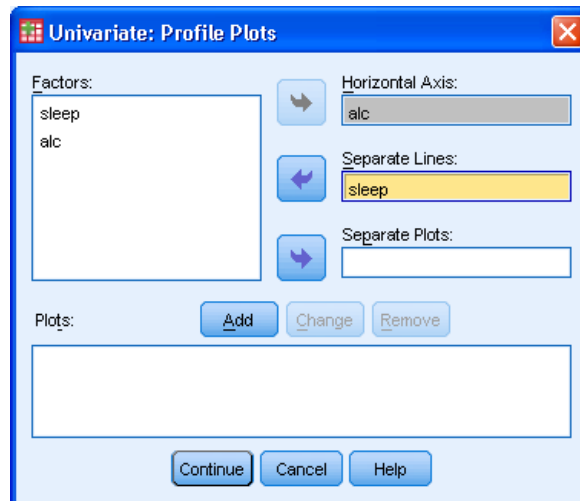 Univariate: Profile Plots
Factors:
sleep
alc
Horizontal Axis:
alc
Separate Lines:
sleep
Separate Plots:
Plots:
Add
Change
Remove
Continue
Cancel
Help